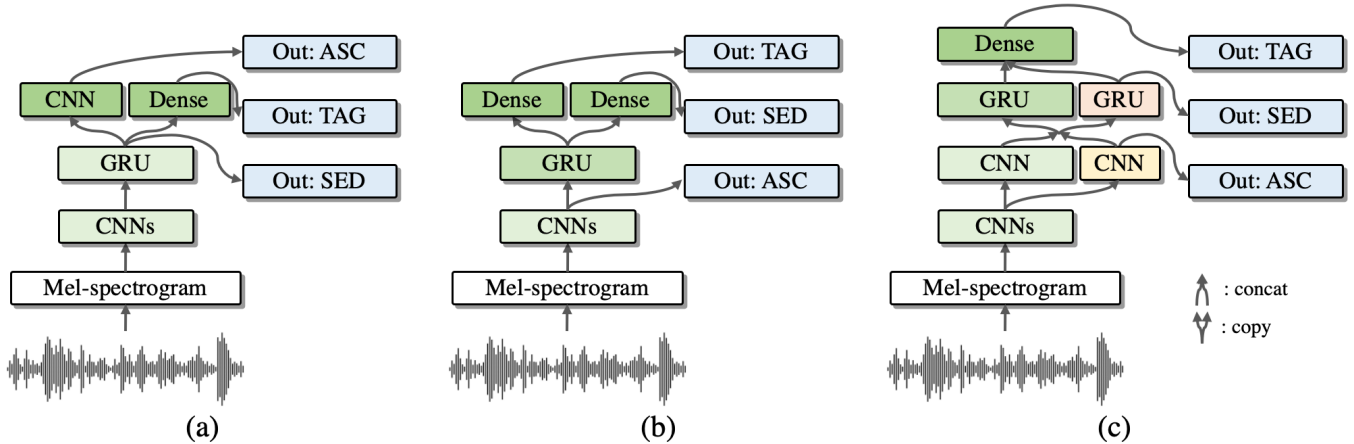 Out: ASC
CNN
Dense
Out: TAG
GRU
Out: SED
CNNs
Mel-spectrogram
(a)
Out: TAG
Dense
Dense
Out: SED
GRU
Out: ASC
CNNs
Mel-spectrogram
(b)
Dense
Out: TAG
GRU
GRU
Out: SED
CNN
CNN
Out: ASC
CNNs
Mel-spectrogram
: concat
: copy
(c)